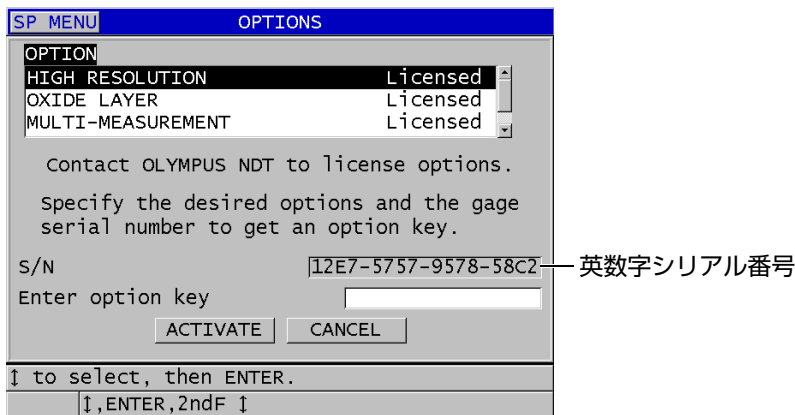 SP MENU OPTIONS
OPTION
HIGH RESOLUTION Licensed
OXIDE LAYER Licensed
MULTI-MEASUREMENT Licensed
Contact OLYMPUS NDT to license options.
Specify the desired options and the gage
serial number to get an option key.
S/N 12E7-5757-9578-58C2 英数字シリアル番号
Enter option key
ACTIVATE CANCEL
↕ to select, then ENTER.
↕,ENTER,2ndF ↕